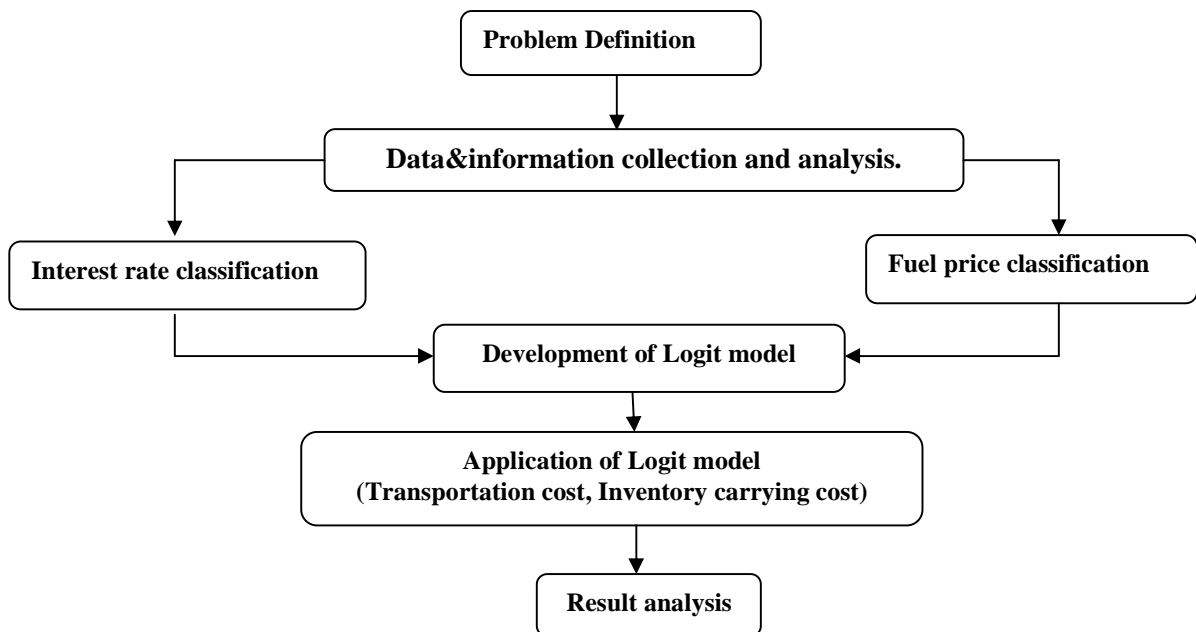 Problem Definition
Data&information collection and analysis.
Interest rate classification
Fuel price classification
Development of Logit model
Application of Logit model
(Transportation cost, Inventory carrying cost)
Result analysis